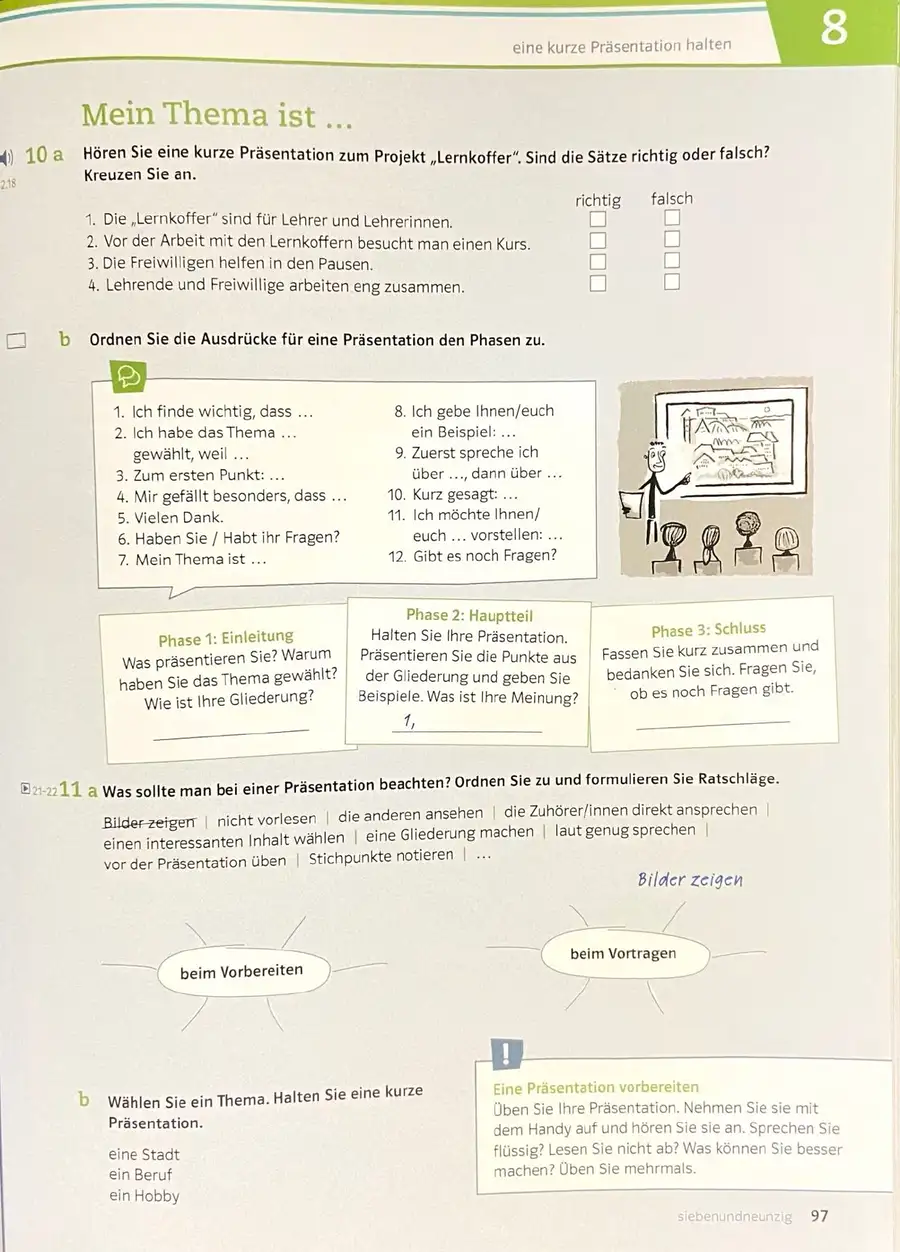 eine kurze Präsentation halten
8
Mein Thema ist ...
2.18
10 a Hören Sie eine kurze Präsentation zum Projekt „Lernkoffer“. Sind die Sätze richtig oder falsch?
Kreuzen Sie an.
richtig falsch
1. Die „Lernkoffer“ sind für Lehrer und Lehrerinnen.
2. Vor der Arbeit mit den Lernkoffern besucht man einen Kurs.
3. Die Freiwilligen helfen in den Pausen.
4. Lehrende und Freiwillige arbeiten eng zusammen.
b Ordnen Sie die Ausdrücke für eine Präsentation den Phasen zu.
1. Ich finde wichtig, dass ...
2. Ich habe das Thema ...
gewählt, weil ...
3. Zum ersten Punkt: ...
4. Mir gefällt besonders, dass ...
5. Vielen Dank.
6. Haben Sie / Habt ihr Fragen?
7. Mein Thema ist ...
8. Ich gebe Ihnen/euch
ein Beispiel: ...
9. Zuerst spreche ich
über ..., dann über ...
10. Kurz gesagt: ...
11. Ich möchte Ihnen/
euch ... vorstellen: ...
12. Gibt es noch Fragen?
Phase 1: Einleitung
Was präsentieren Sie? Warum
haben Sie das Thema gewählt?
Wie ist Ihre Gliederung?
Phase 2: Hauptteil
Halten Sie Ihre Präsentation.
Präsentieren Sie die Punkte aus
der Gliederung und geben Sie
Beispiele. Was ist Ihre Meinung?
1,
Phase 3: Schluss
Fassen Sie kurz zusammen und
bedanken Sie sich. Fragen Sie,
ob es noch Fragen gibt.
21-22 11 a Was sollte man bei einer Präsentation beachten? Ordnen Sie zu und formulieren Sie Ratschläge.
Bilder zeigen | nicht vorlesen | die anderen ansehen | die Zuhörer/innen direkt ansprechen |
einen interessanten Inhalt wählen | eine Gliederung machen | laut genug sprechen |
vor der Präsentation üben | Stichpunkte notieren | ...
Bilder zeigen
beim Vorbereiten
beim Vortragen
b Wählen Sie ein Thema. Halten Sie eine kurze
Präsentation.
eine Stadt
ein Beruf
ein Hobby
!
Eine Präsentation vorbereiten
Üben Sie Ihre Präsentation. Nehmen Sie sie mit
dem Handy auf und hören Sie sie an. Sprechen Sie
flüssig? Lesen Sie nicht ab? Was können Sie besser
machen? Üben Sie mehrmals.
siebenundneunzig 97